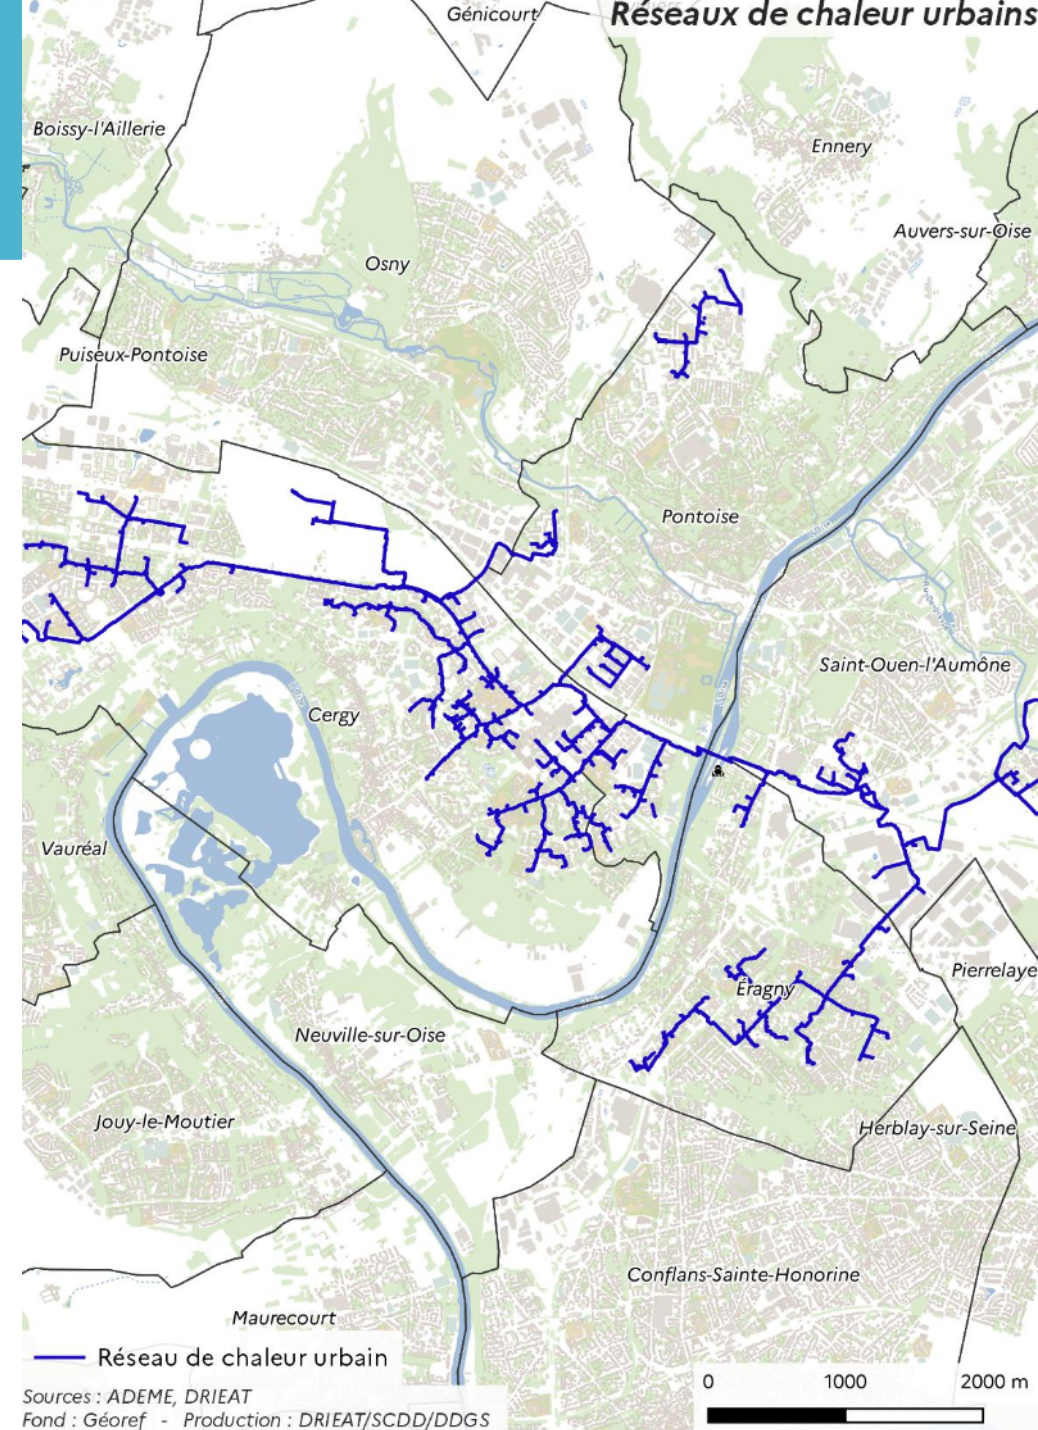 Génicourt
Réseaux de chaleur urbains
Boissy-l'Aillerie
Ennery
Auvers-sur-Oise
Osny
Puiseux-Pontoise
Pontoise
Saint-Ouen-l'Aumône
Cergy
Vauréal
Pierrelaye
Éragny
Neuville-sur-Oise
Jouy-le-Moutier
Herblay-sur-Seine
Conflans-Sainte-Honorine
Maurecourt
Réseau de chaleur urbain
0 1000 2000 m
Sources : ADEME, DRIEAT
Fond : Géoref - Production : DRIEAT/SCDD/DDGS